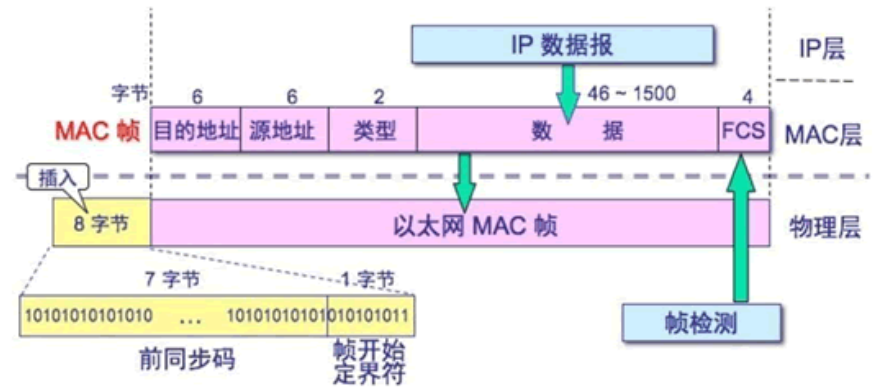 IP 数据报
IP层
字节 6 6 2 46 ~ 1500 4
MAC 帧 目的地址 源地址 类型 数 据 FCS MAC层
插入
8 字节 以太网 MAC 帧 物理层
7 字节 1 字节
10101010101010 ... 10101010101010101011
前同步码 帧开始
定界符
帧检测